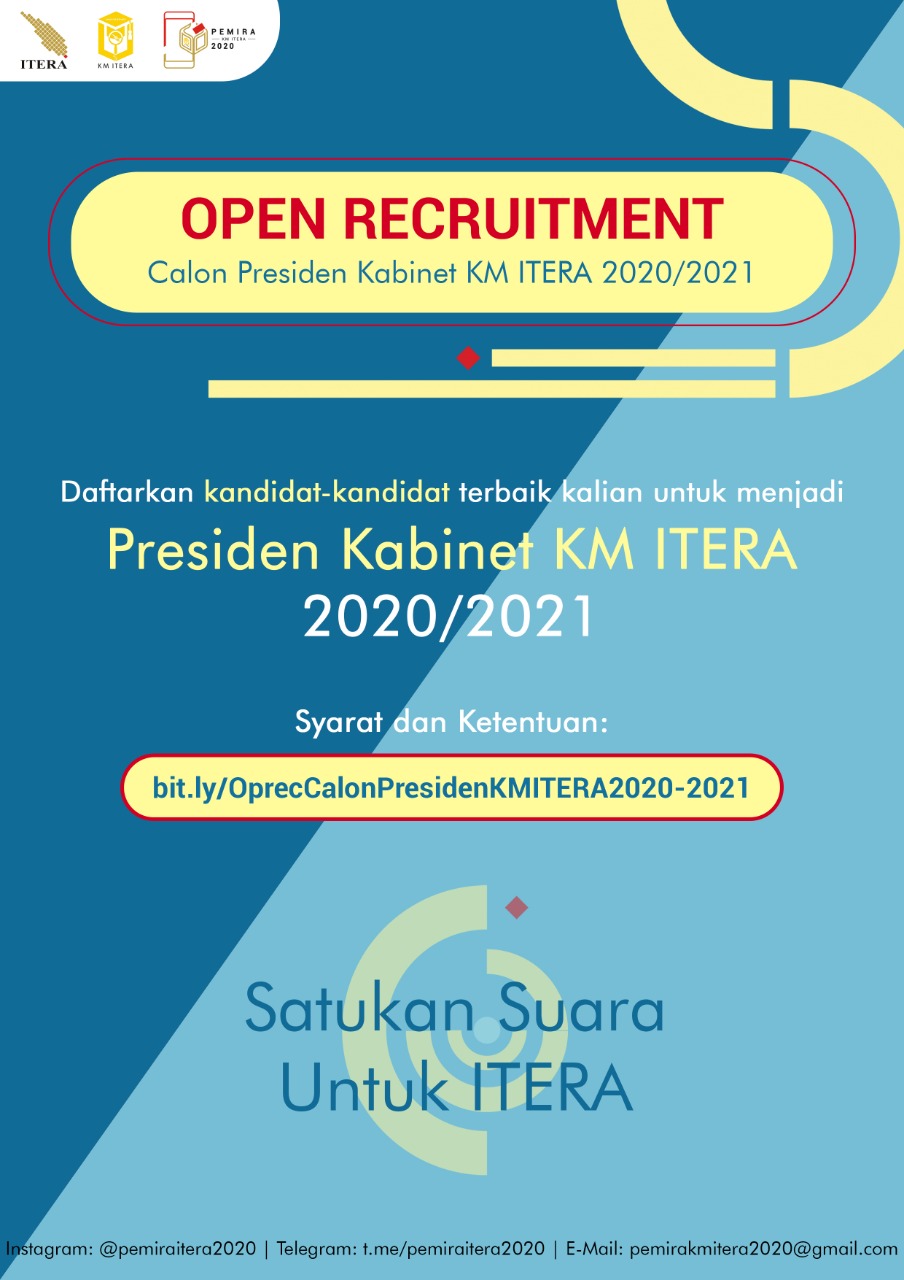 ITERA
KM ITERA
PEMIRA
KM ITERA
2020
OPEN RECRUITMENT
Calon Presiden Kabinet KM ITERA 2020/2021
Daftarkan kandidat-kandidat terbaik kalian untuk menjadi
Presiden Kabinet KM ITERA
2020/2021
Syarat dan Ketentuan:
bit.ly/OprecCalonPresidenKMITERA2020-2021
Satukan Suara
Untuk ITERA
Instagram: @pemiraitera2020 | Telegram: t.me/pemiraitera2020 | E-Mail: pemirakmitera2020@gmail.com